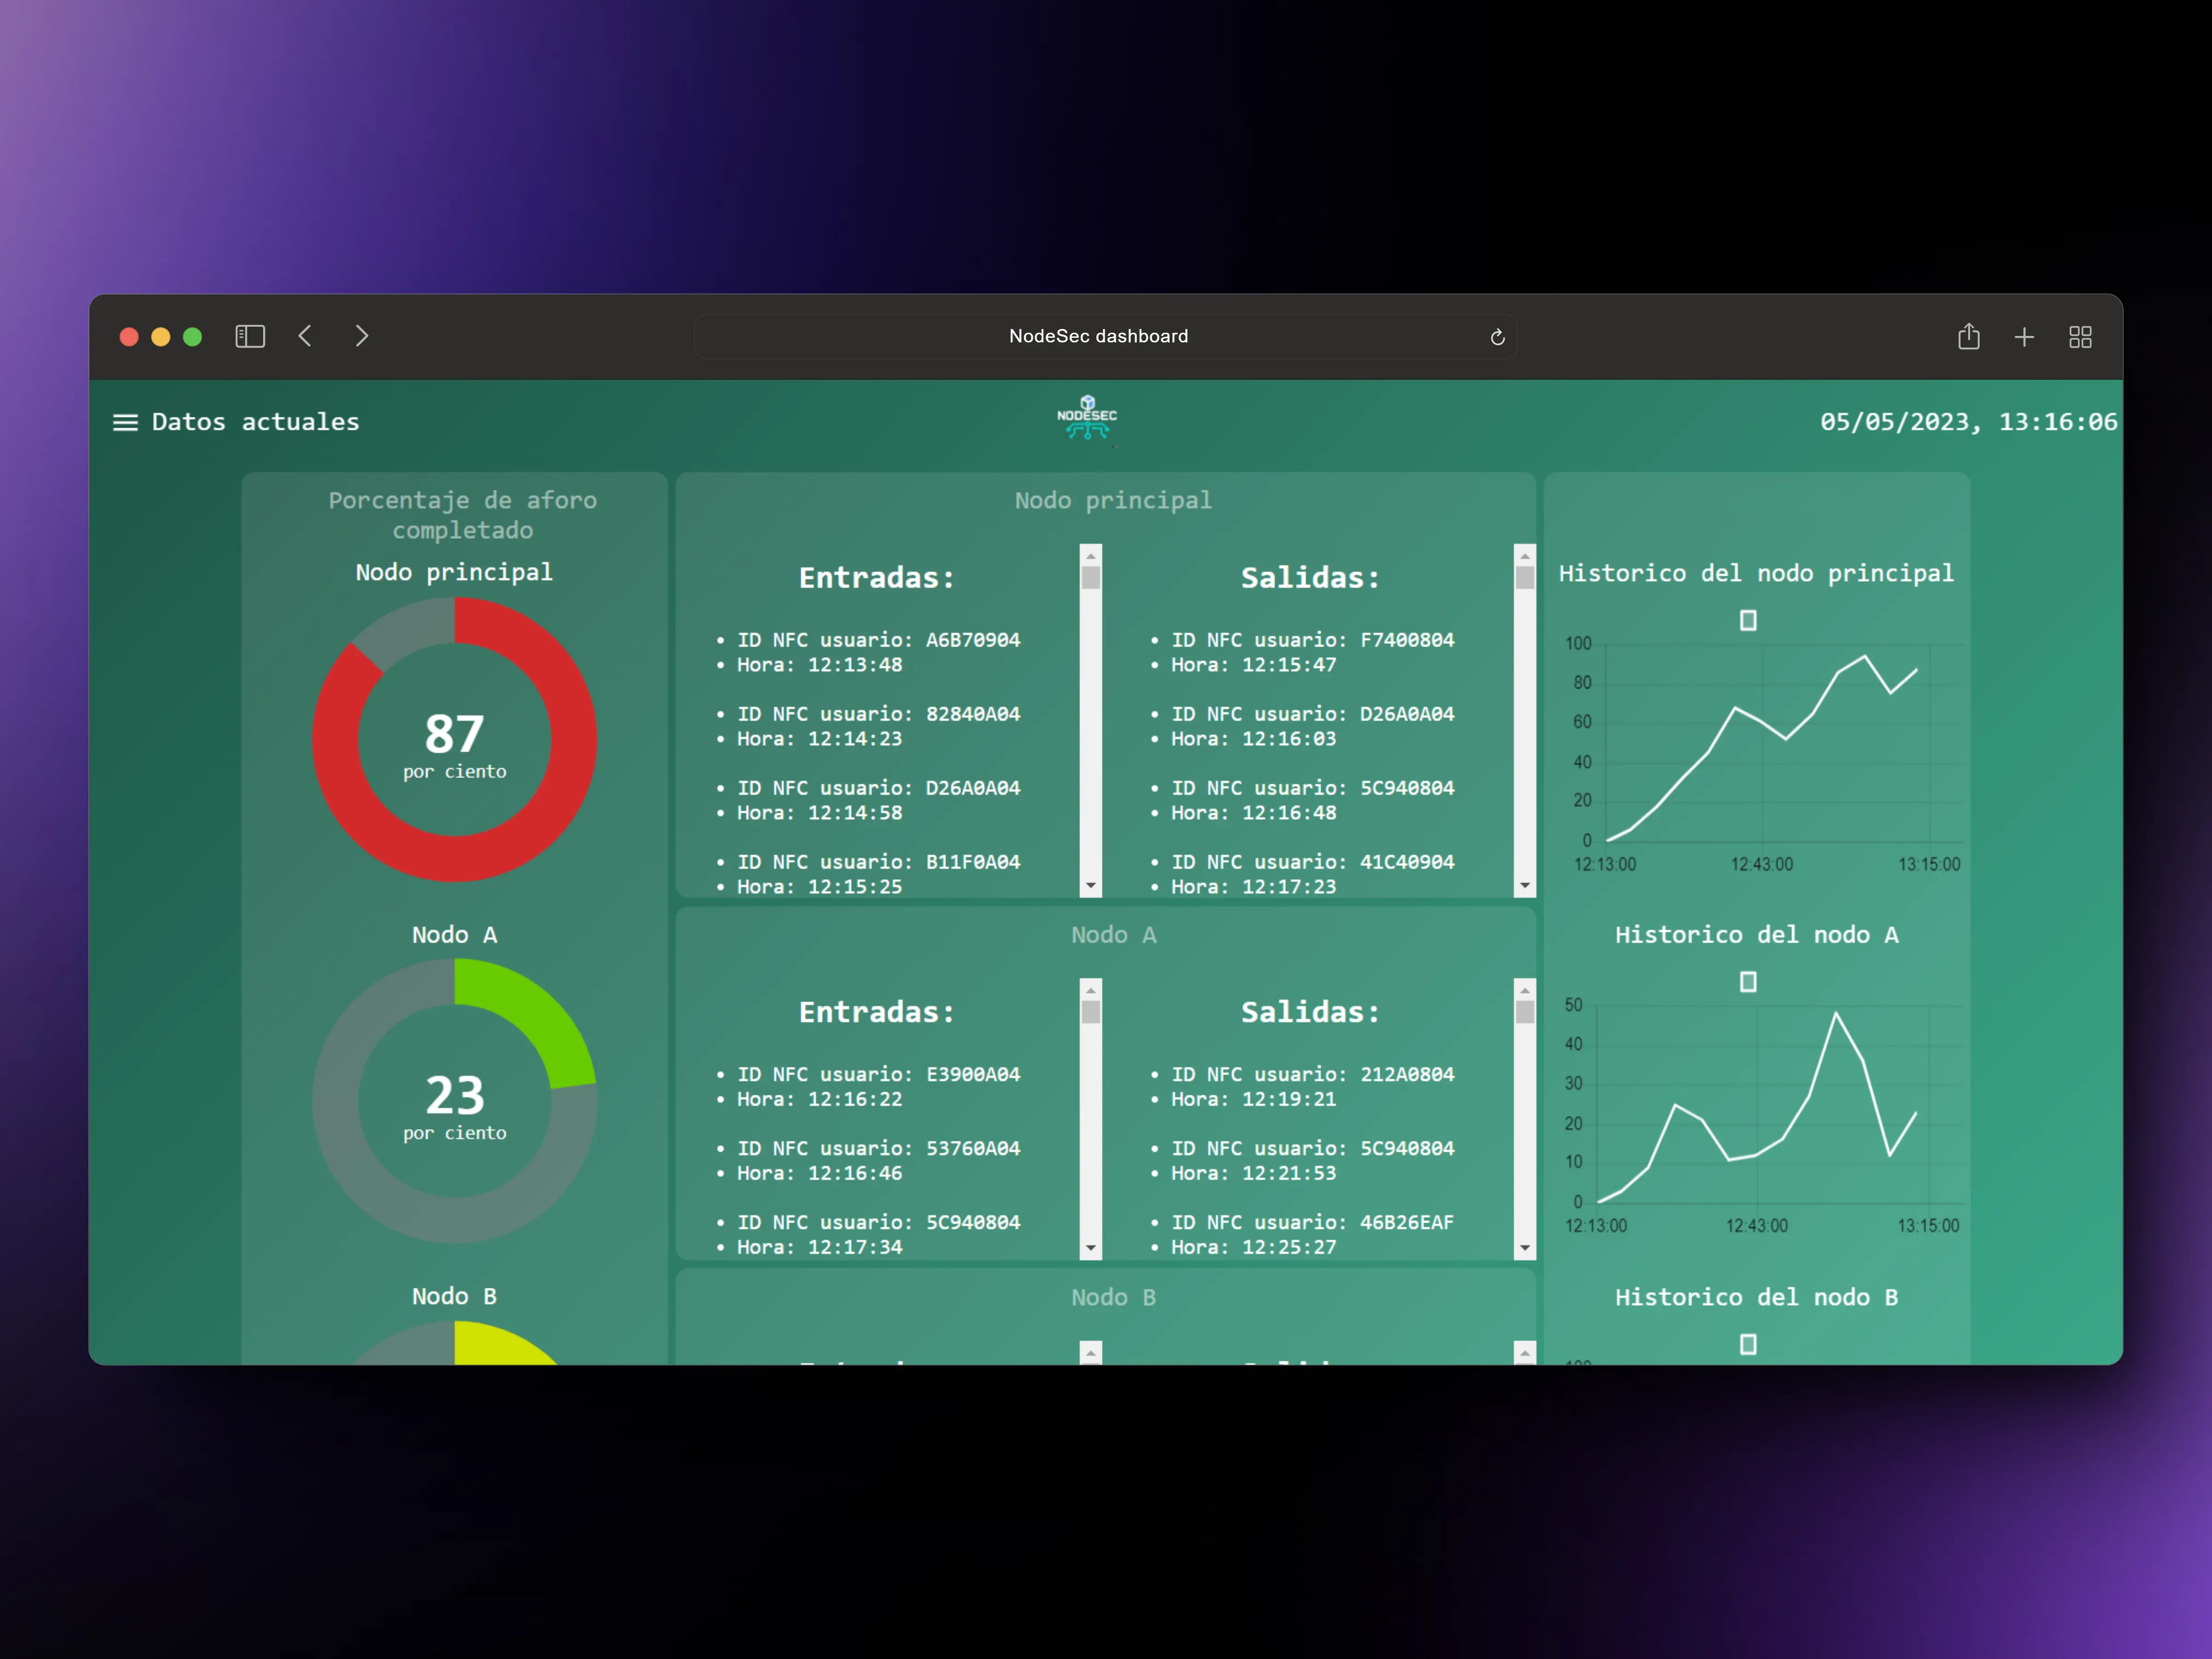 NodeSec dashboard
Datos actuales
NODESEC
05/05/2023, 13:16:06
Porcentaje de aforo
completado
Nodo principal
87
por ciento
Nodo A
23
por ciento
Nodo B
Nodo principal
Entradas:
• ID NFC usuario: A6B70904
• Hora: 12:13:48
• ID NFC usuario: 82840A04
• Hora: 12:14:23
• ID NFC usuario: D26A0A04
• Hora: 12:14:58
• ID NFC usuario: B11F0A04
• Hora: 12:15:25
Salidas:
• ID NFC usuario: F7400804
• Hora: 12:15:47
• ID NFC usuario: D26A0A04
• Hora: 12:16:03
• ID NFC usuario: 5C940804
• Hora: 12:16:48
• ID NFC usuario: 41C40904
• Hora: 12:17:23
Nodo A
Entradas:
• ID NFC usuario: E3900A04
• Hora: 12:16:22
• ID NFC usuario: 53760A04
• Hora: 12:16:46
• ID NFC usuario: 5C940804
• Hora: 12:17:34
Salidas:
• ID NFC usuario: 212A0804
• Hora: 12:19:21
• ID NFC usuario: 5C940804
• Hora: 12:21:53
• ID NFC usuario: 46B26EAF
• Hora: 12:25:27
Nodo B
Historico del nodo principal
100
80
60
40
20
0
12:13:00 12:43:00 13:15:00
Historico del nodo A
50
40
30
20
10
0
12:13:00 12:43:00 13:15:00
Historico del nodo B